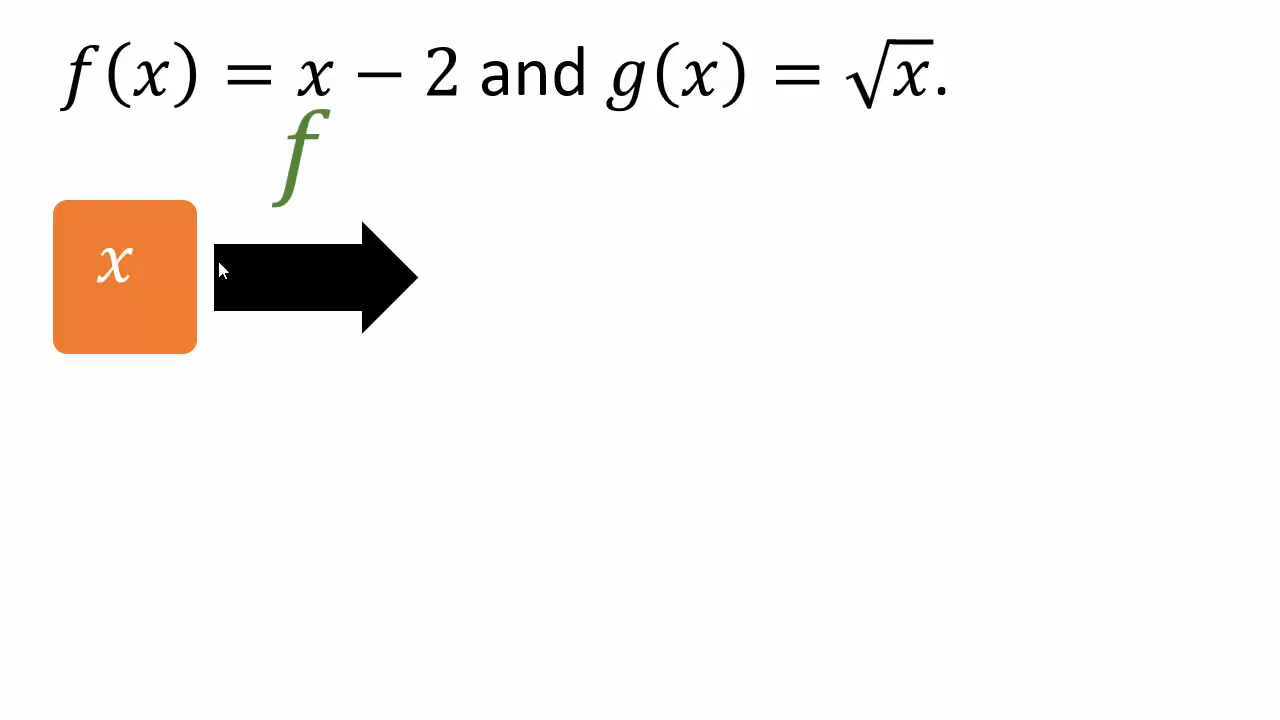 f(x) = x − 2 and g(x) = √x.
f
x